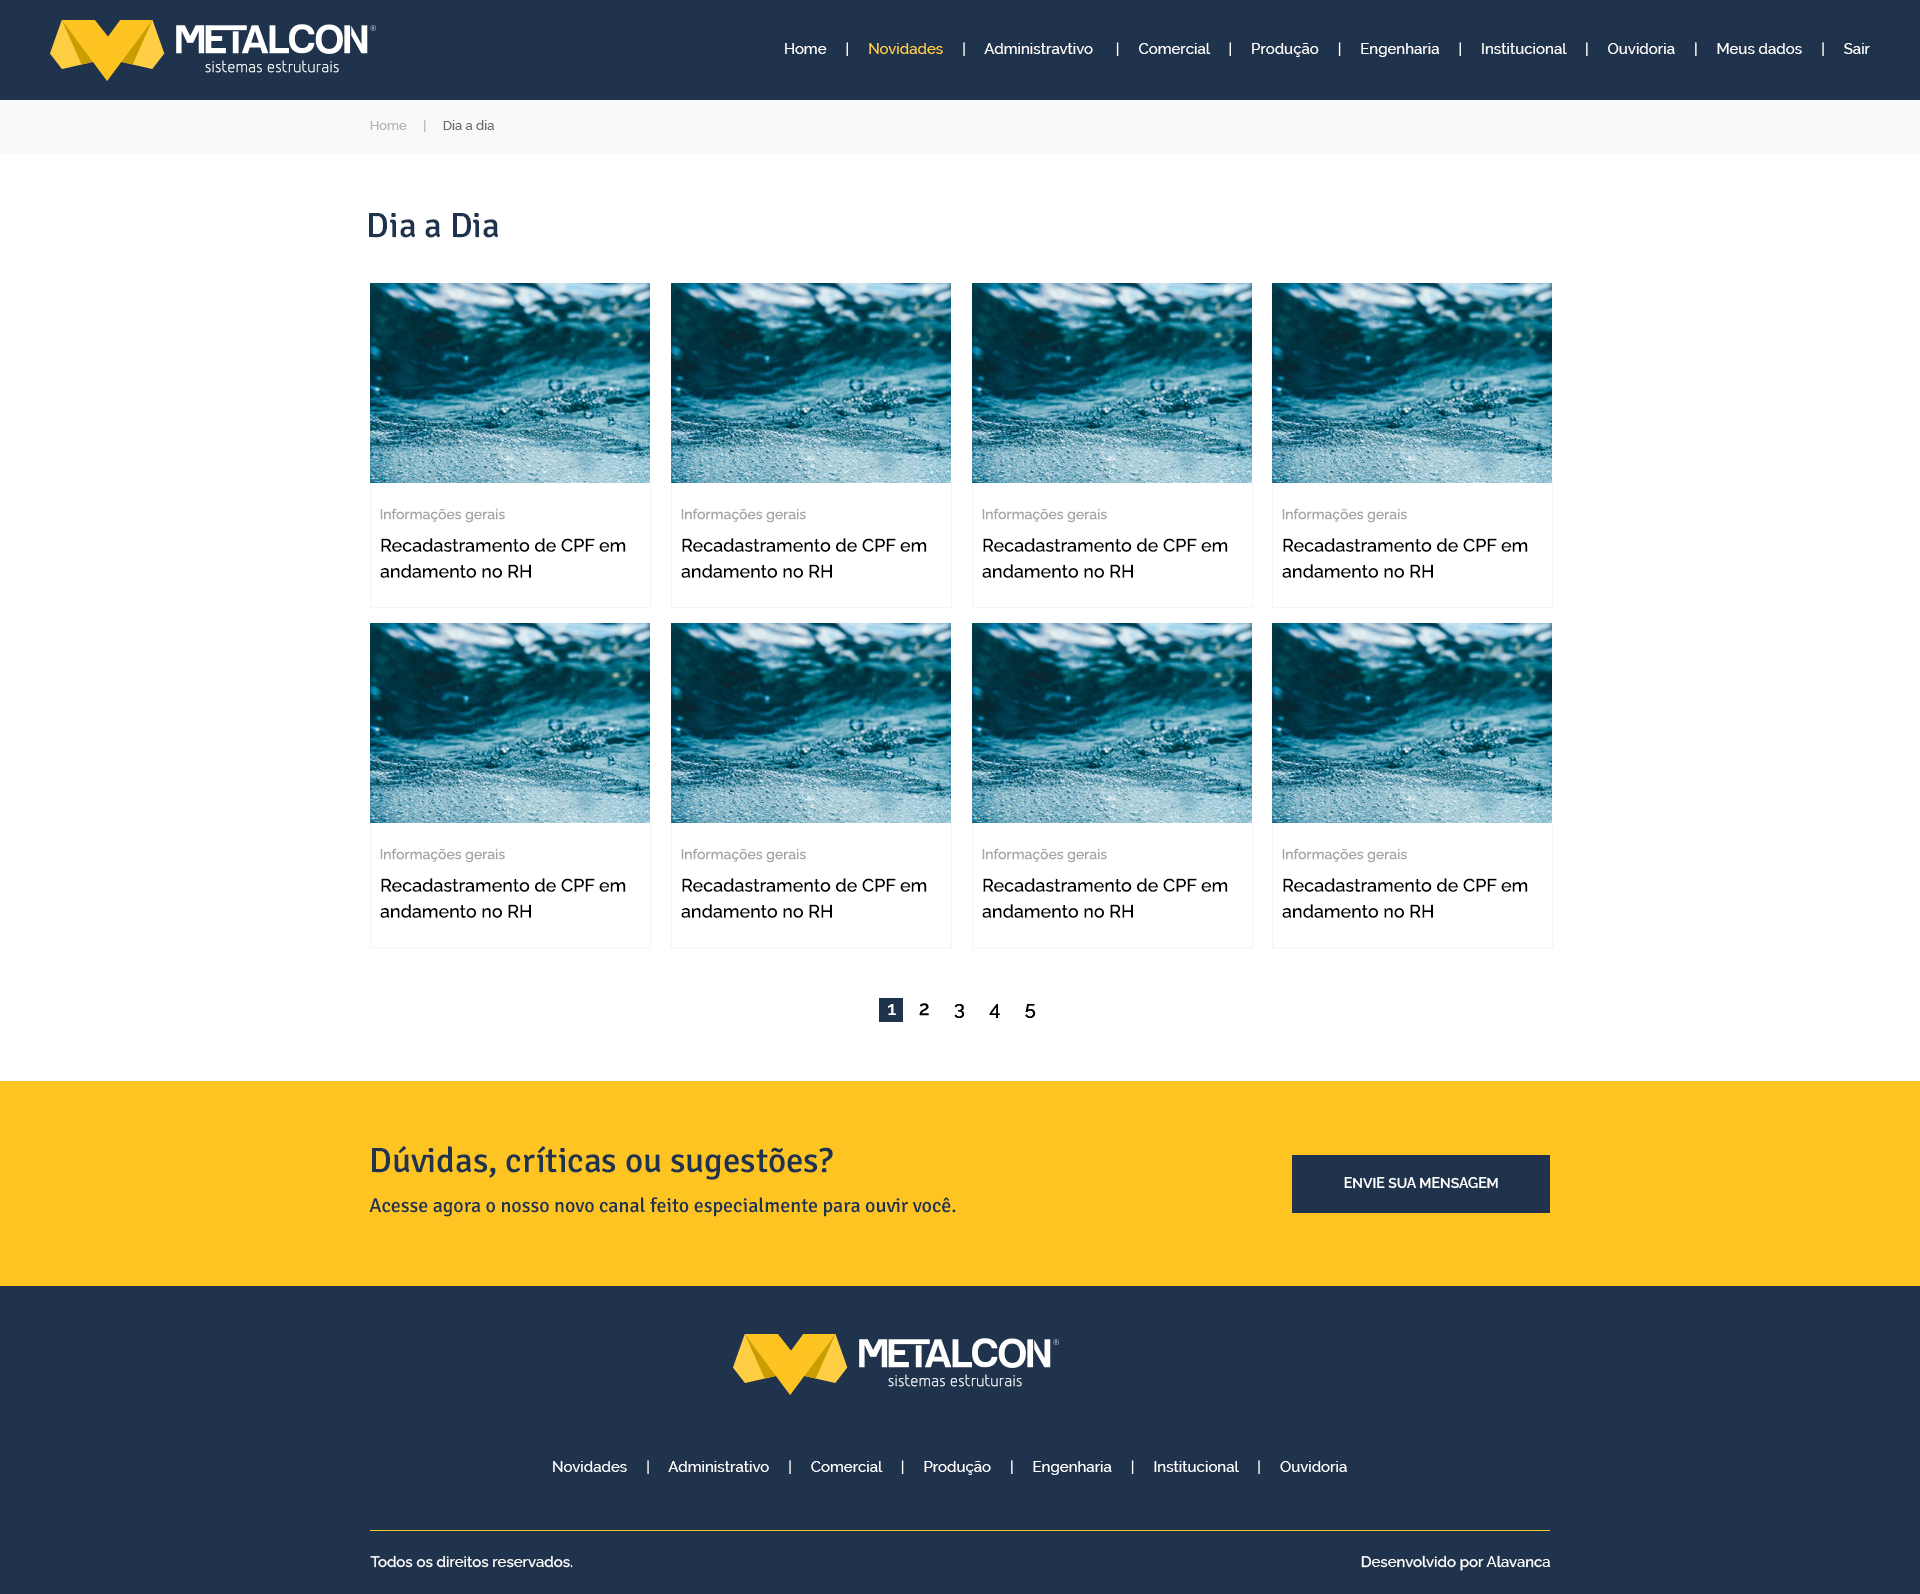 METALCON®
sistemas estruturais
Home | Novidades | Administravtivo | Comercial | Produção | Engenharia | Institucional | Ouvidoria | Meus dados | Sair
Home | Dia a dia
Dia a Dia
Informações gerais
Recadastramento de CPF em
andamento no RH
Informações gerais
Recadastramento de CPF em
andamento no RH
Informações gerais
Recadastramento de CPF em
andamento no RH
Informações gerais
Recadastramento de CPF em
andamento no RH
Informações gerais
Recadastramento de CPF em
andamento no RH
Informações gerais
Recadastramento de CPF em
andamento no RH
Informações gerais
Recadastramento de CPF em
andamento no RH
Informações gerais
Recadastramento de CPF em
andamento no RH
1 2 3 4 5
Dúvidas, críticas ou sugestões?
Acesse agora o nosso novo canal feito especialmente para ouvir você.
ENVIE SUA MENSAGEM
METALCON®
sistemas estruturais
Novidades | Administrativo | Comercial | Produção | Engenharia | Institucional | Ouvidoria
Todos os direitos reservados.
Desenvolvido por Alavanca